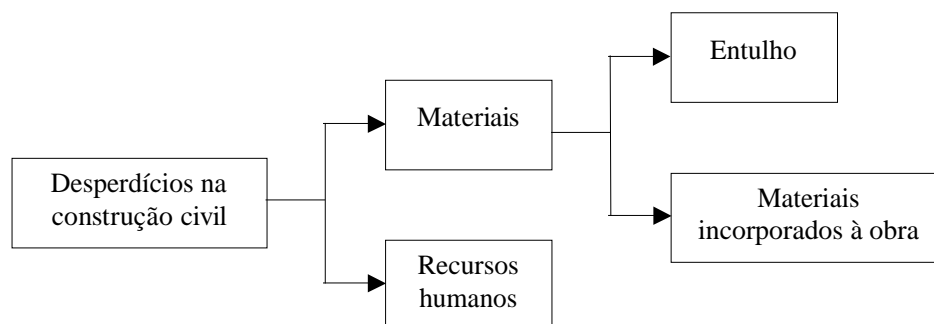 Desperdícios na
construção civil
Materiais
Recursos
humanos
Entulho
Materiais
incorporados à obra